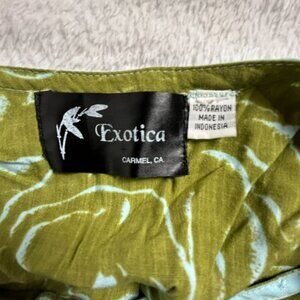 Exotica
CARMEL, CA.
100% RAYON
MADE IN
INDONESIA